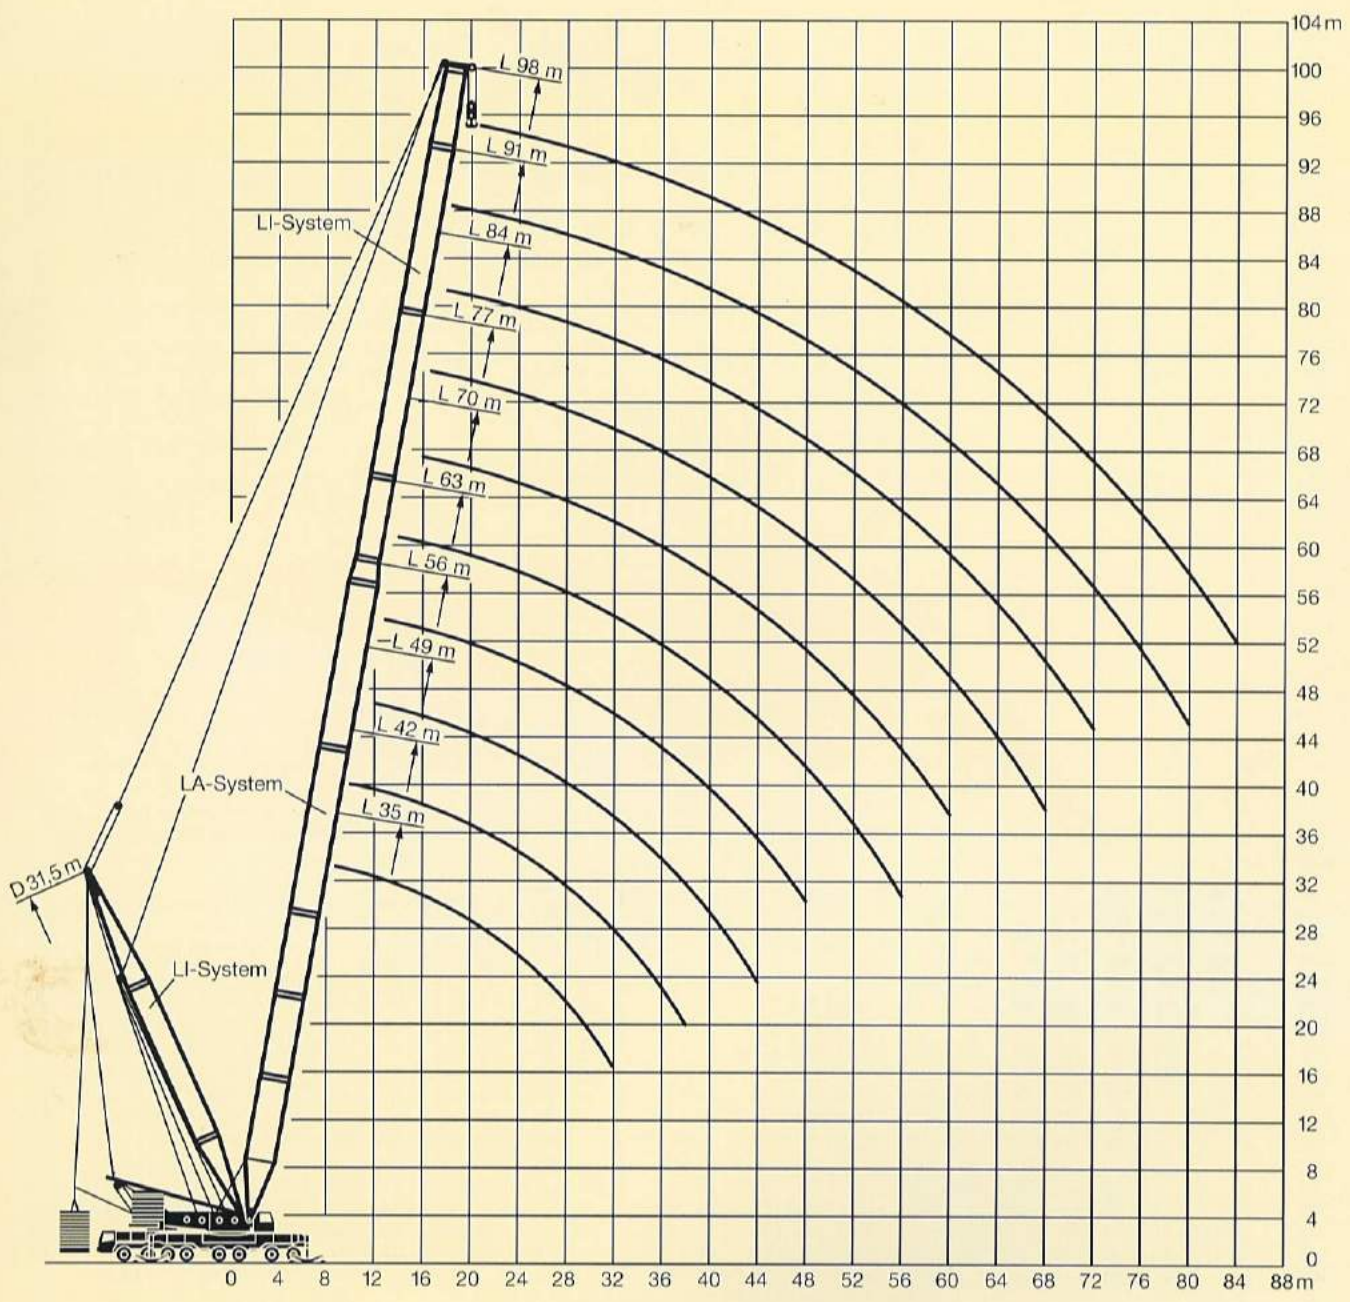 104 m
L 98 m
100
96
L 91 m
92
88
LI-System
L 84 m
84
80
L 77 m
76
72
L 70 m
68
L 63 m
64
60
L 56 m
56
52
L 49 m
48
44
L 42 m
LA-System
40
L 35 m
36
D 31,5 m
32
28
LI-System
24
20
16
12
8
4
0
0 4 8 12 16 20 24 28 32 36 40 44 48 52 56 60 64 68 72 76 80 84 88 m